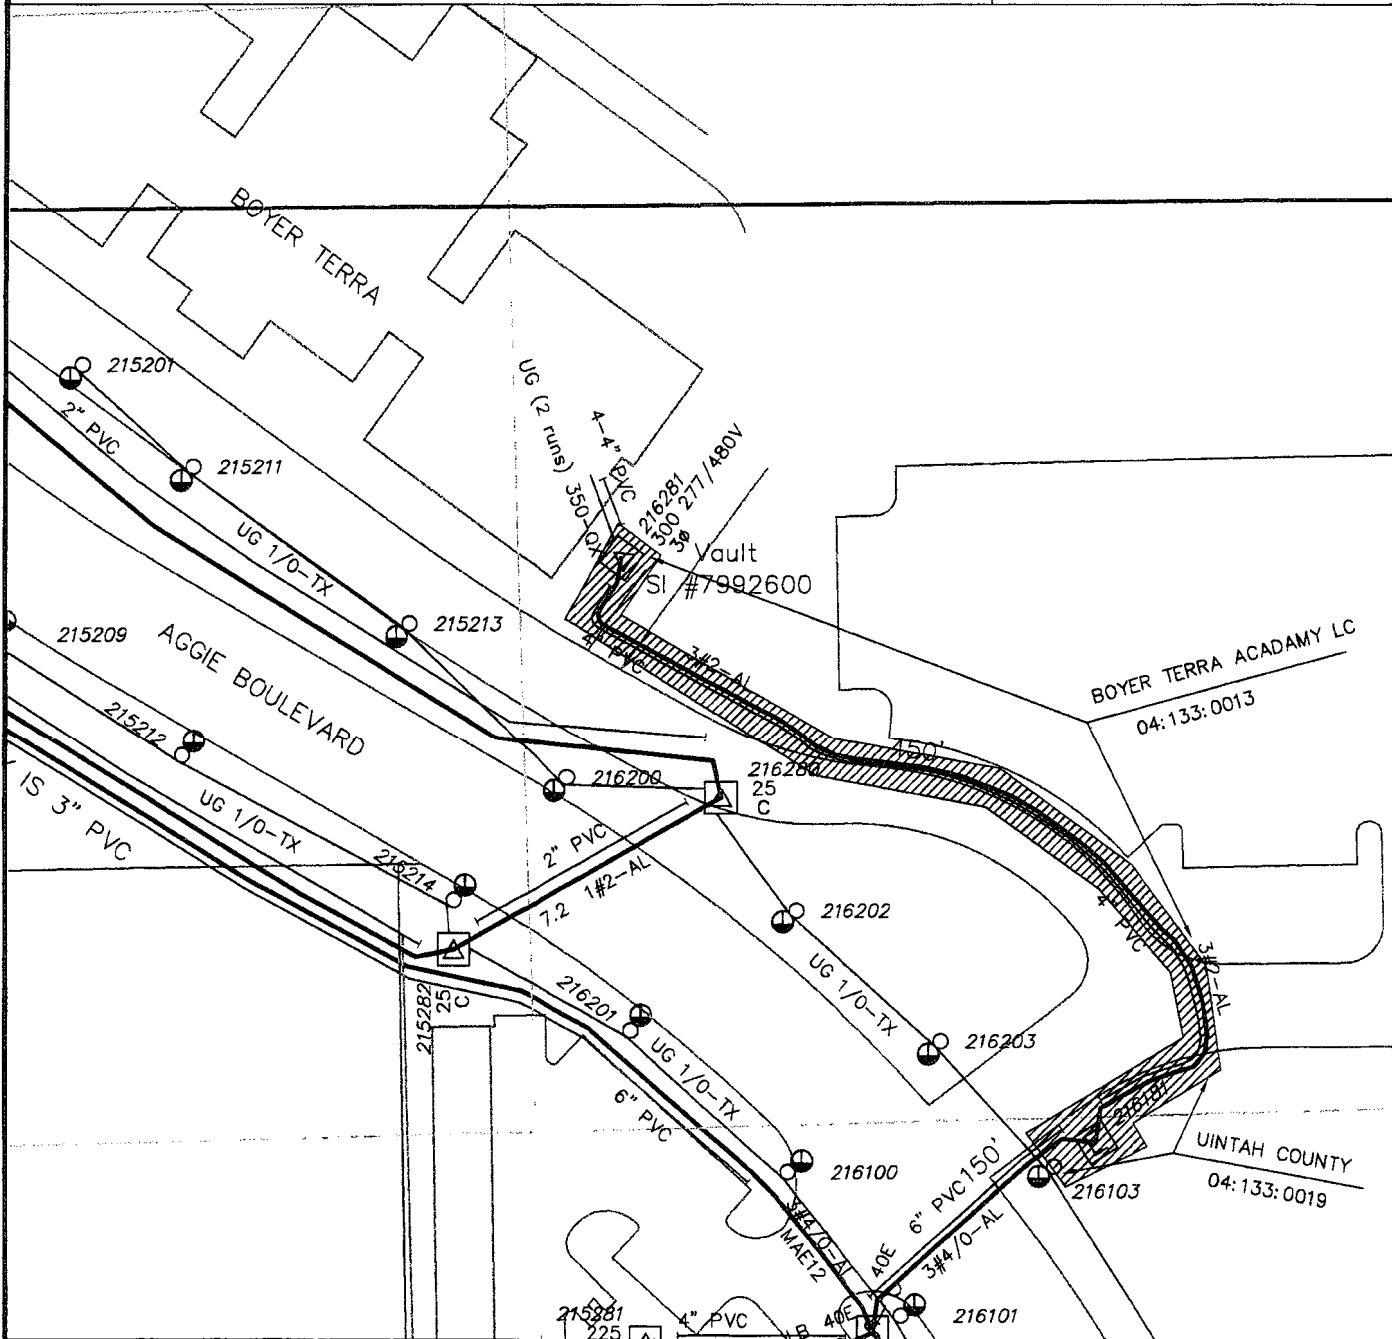 BOYER TERRA
215201
2" PVC
215211
UG (2 runs) 350-QX
4-4" PVC
216281
300 277/480V
3ø
Vault
SI #7992600
UG 1/0-TX
215213
215209
AGGIE BOULEVARD
4" PVC
3#2-Al
BOYER TERRA ACADAMY LC
04:133:0013
215212
450'
216280
25
C
216200
IS 3" PVC
UG 1/0-TX
2" PVC
7.2 1#2-AL
215214
216202
4" PVC
3#2-AL
UG 1/0-TX
215282
25
C
216201
216203
UG 1/0-TX
6" PVC
216181
UINTAH COUNTY
04:133:0019
216100
6" PVC150'
216103
3#4/0-Al
MAE12
40E
3#4/0-AL
215281
225
4" PVC
B 40E
216101